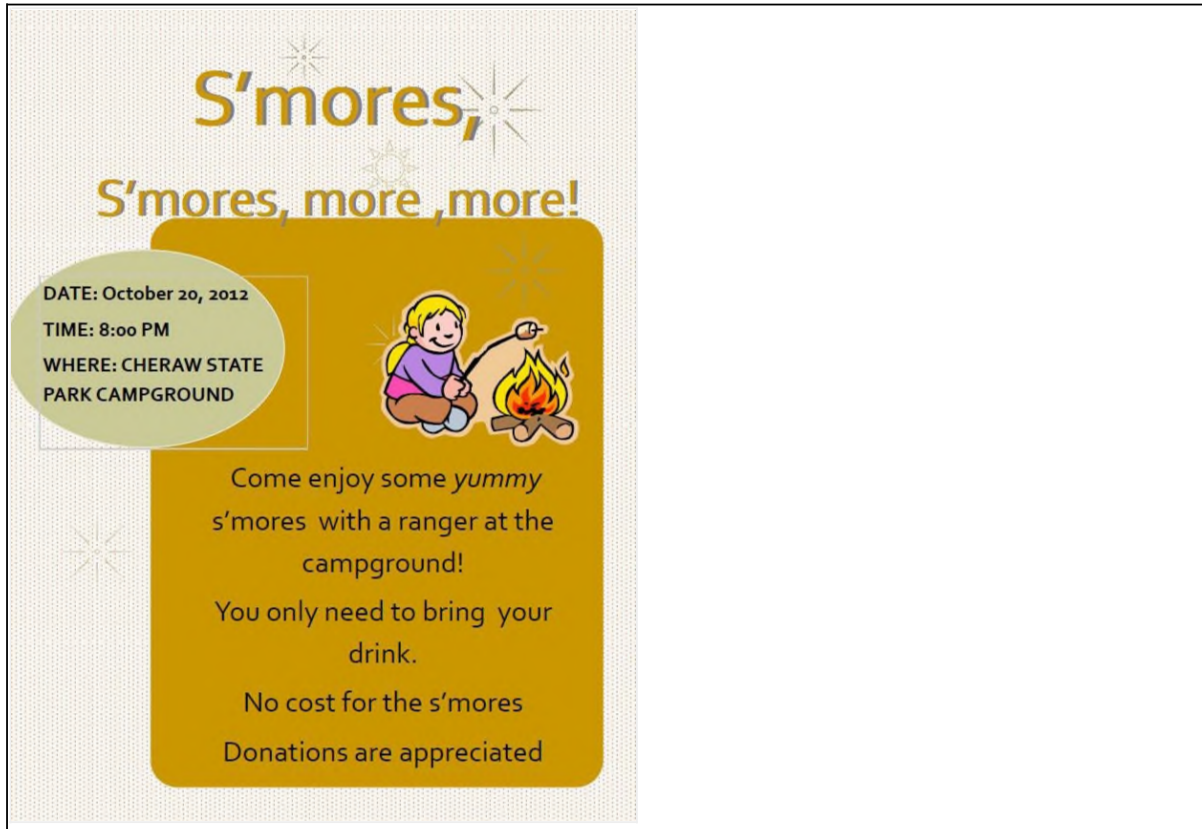 S'mores,
S'mores, more ,more!
DATE: October 20, 2012
TIME: 8:00 PM
WHERE: CHERAW STATE
PARK CAMPGROUND
Come enjoy some yummy
s'mores with a ranger at the
campground!
You only need to bring your
drink.
No cost for the s'mores
Donations are appreciated